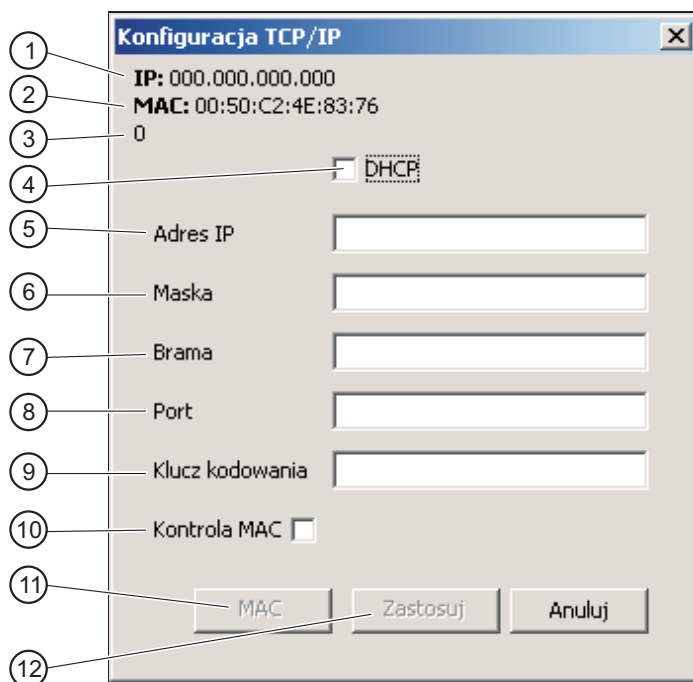 Konfiguracja TCP/IP
1 IP: 000.000.000.000
2 MAC: 00:50:C2:4E:83:76
3 0
4 DHCP
5 Adres IP
6 Maska
7 Brama
8 Port
9 Klucz kodowania
10 Kontrola MAC
11 MAC Zastosuj Anuluj
12